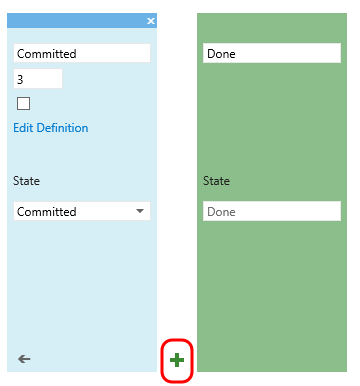 Committed
3
Edit Definition
State
Committed
Done
State
Done